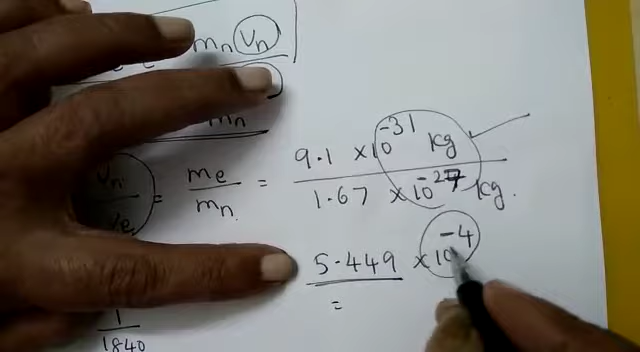 mn vn
mn
vn / ve = me / mn = 9.1 ×10^-31 kg / 1.67 ×10^-27 kg.
5.449 ×10^-4
=
1 / 1840